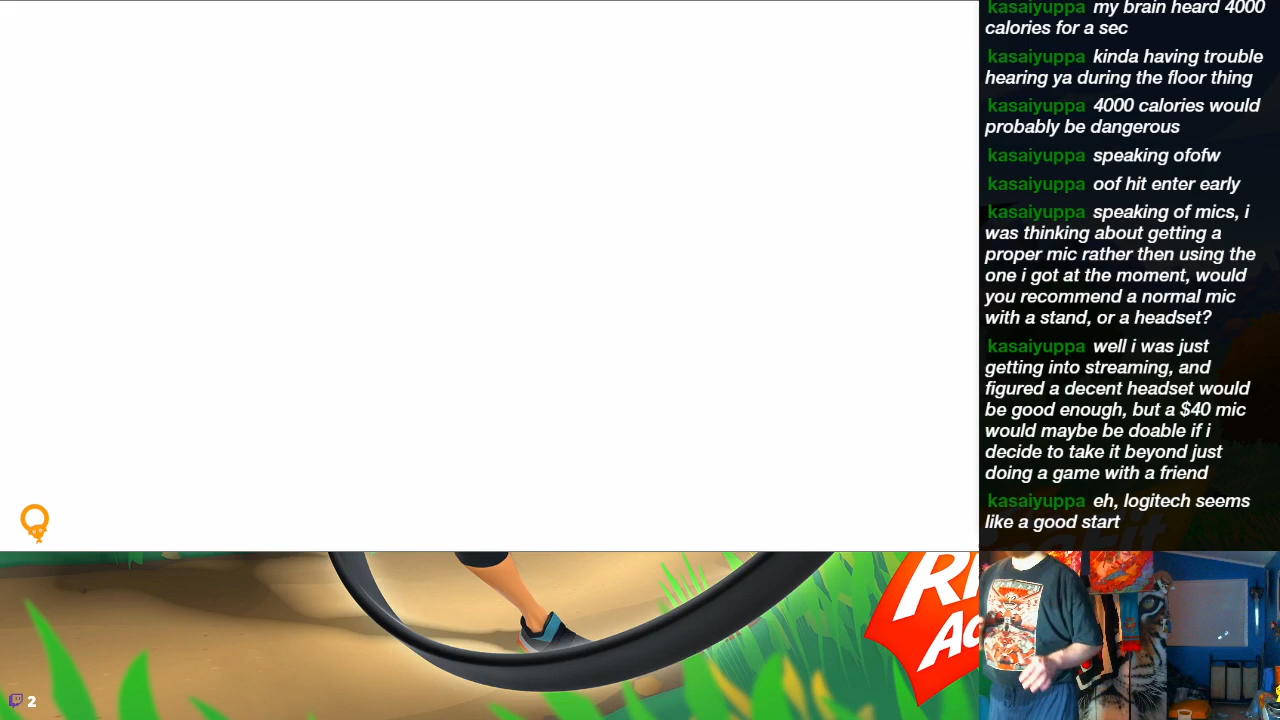 kasaiyuppa my brain heard 4000
calories for a sec
kasaiyuppa kinda having trouble
hearing ya during the floor thing
kasaiyuppa 4000 calories would
probably be dangerous
kasaiyuppa speaking ofofw
kasaiyuppa oof hit enter early
kasaiyuppa speaking of mics, i
was thinking about getting a
proper mic rather then using the
one i got at the moment, would
you recommend a normal mic
with a stand, or a headset?
kasaiyuppa well i was just
getting into streaming, and
figured a decent headset would
be good enough, but a $40 mic
would maybe be doable if i
decide to take it beyond just
doing a game with a friend
kasaiyuppa eh, logitech seems
like a good start
2